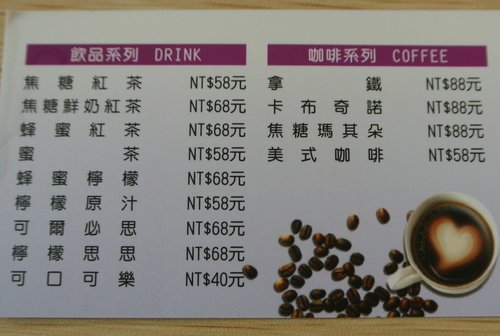 飲品系列 DRINK
焦糖紅茶 NT$58元
焦糖鮮奶紅茶 NT$68元
蜂蜜紅茶 NT$68元
蜜茶 NT$58元
蜂蜜檸檬 NT$68元
檸檬原汁 NT$58元
可爾必思 NT$68元
檸檬思思 NT$68元
可口可樂 NT$40元
咖啡系列 COFFEE
拿鐵 NT$88元
卡布奇諾 NT$88元
焦糖瑪其朵 NT$88元
美式咖啡 NT$58元